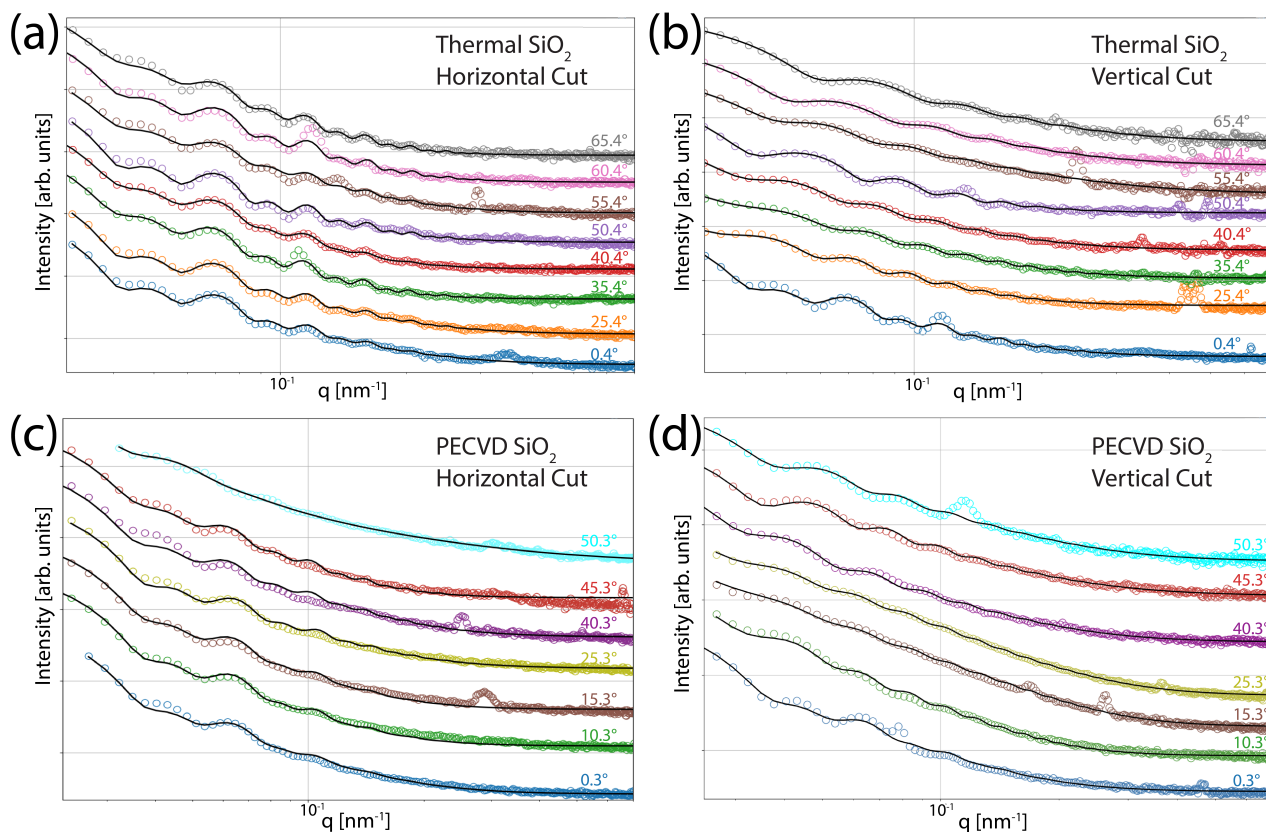 (a)
Thermal SiO₂
Horizontal Cut
Intensity [arb. units]
65.4°
60.4°
55.4°
50.4°
40.4°
35.4°
25.4°
0.4°
10⁻¹
q [nm⁻¹]
(b)
Thermal SiO₂
Vertical Cut
Intensity [arb. units]
65.4°
60.4°
55.4°
50.4°
40.4°
35.4°
25.4°
0.4°
10⁻¹
q [nm⁻¹]
(c)
PECVD SiO₂
Horizontal Cut
Intensity [arb. units]
50.3°
45.3°
40.3°
25.3°
15.3°
10.3°
0.3°
10⁻¹
q [nm⁻¹]
(d)
PECVD SiO₂
Vertical Cut
Intensity [arb. units]
50.3°
45.3°
40.3°
25.3°
15.3°
10.3°
0.3°
10⁻¹
q [nm⁻¹]